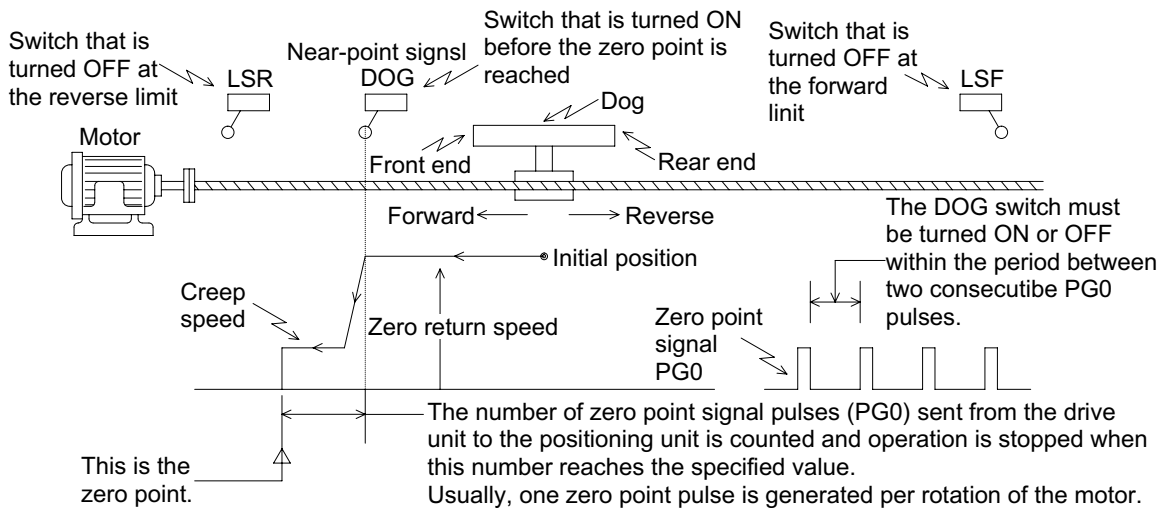 Switch that is
turned OFF at
the reverse limit
LSR
Near-point signsl
DOG
Switch that is turned ON
before the zero point is
reached
Switch that is
turned OFF at
the forward
linit
LSF
Motor
Dog
Front end
Rear end
Forward
Reverse
Initial position
Creep
speed
Zero return speed
The DOG switch must
be turned ON or OFF
within the period between
two consecutibe PG0
pulses.
Zero point
signal
PG0
The number of zero point signal pulses (PG0) sent from the drive
unit to the positioning unit is counted and operation is stopped when
this number reaches the specified value.
Usually, one zero point pulse is generated per rotation of the motor.
This is the
zero point.